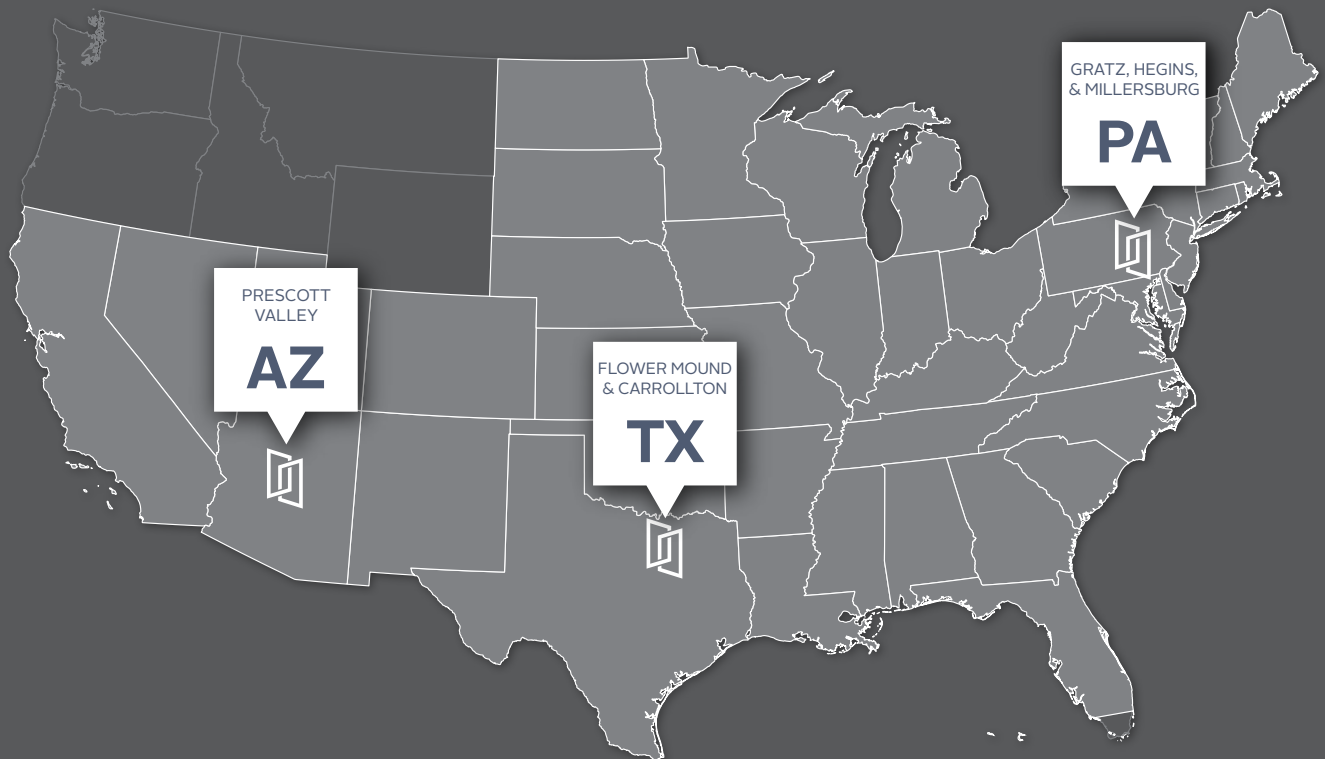 GRATZ, HEGINS,
& MILLERSBURG
PA
PRESCOTT
VALLEY
AZ
FLOWER MOUND
& CARROLLTON
TX